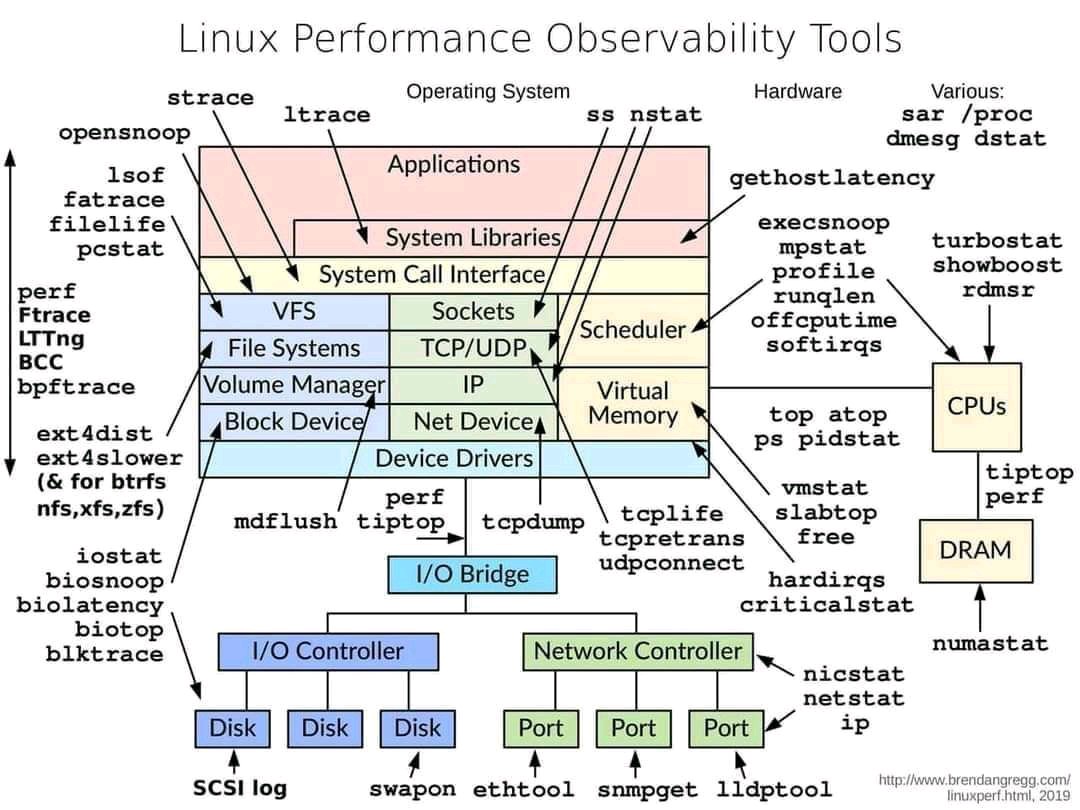 Linux Performance Observability Tools
Operating System
Hardware
Various:
sar /proc
dmesg dstat
strace
ltrace
opensnoop
ss nstat
lsof
fatrace
filelife
pcstat
gethostlatency
perf
Ftrace
LTTng
BCC
bpftrace
Applications
System Libraries
System Call Interface
VFS
Sockets
Scheduler
File Systems
TCP/UDP
Volume Manager
IP
Virtual
Memory
Block Device
Net Device
Device Drivers
execsnoop
mpstat
profile
runqlen
offcputime
softirqs
turbostat
showboost
rdmsr
CPUs
top atop
ps pidstat
tiptop
perf
DRAM
numastat
ext4dist
ext4slower
(& for btrfs
nfs,xfs,zfs)
mdflush
perf
tiptop
tcpdump
tcplife
tcpretrans
udpconnect
vmstat
slabtop
free
hardirqs
criticalstat
iostat
biosnoop
biolatency
biotop
blktrace
I/O Bridge
I/O Controller
Network Controller
nicstat
netstat
ip
Disk
Disk
Disk
Port
Port
Port
SCSI log
swapon
ethtool
snmpget
lldptool
http://www.brendangregg.com/
linuxperf.html, 2019